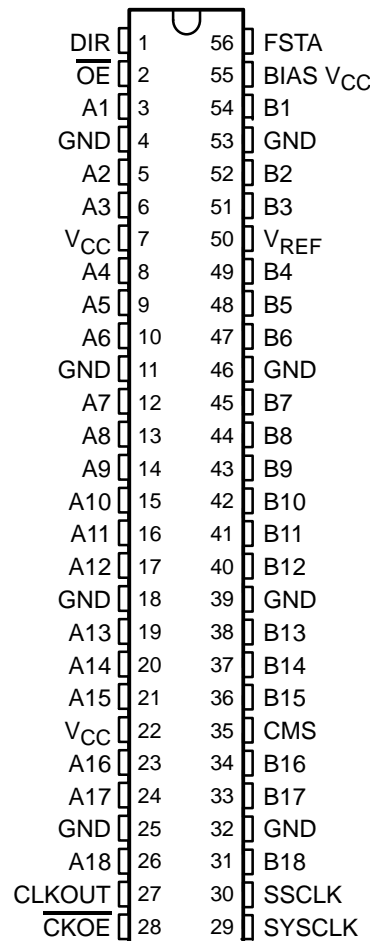 DIR 1 56 FSTA
OE 2 55 BIAS VCC
A1 3 54 B1
GND 4 53 GND
A2 5 52 B2
A3 6 51 B3
VCC 7 50 VREF
A4 8 49 B4
A5 9 48 B5
A6 10 47 B6
GND 11 46 GND
A7 12 45 B7
A8 13 44 B8
A9 14 43 B9
A10 15 42 B10
A11 16 41 B11
A12 17 40 B12
GND 18 39 GND
A13 19 38 B13
A14 20 37 B14
A15 21 36 B15
VCC 22 35 CMS
A16 23 34 B16
A17 24 33 B17
GND 25 32 GND
A18 26 31 B18
CLKOUT 27 30 SSCLK
CKOE 28 29 SYSCLK